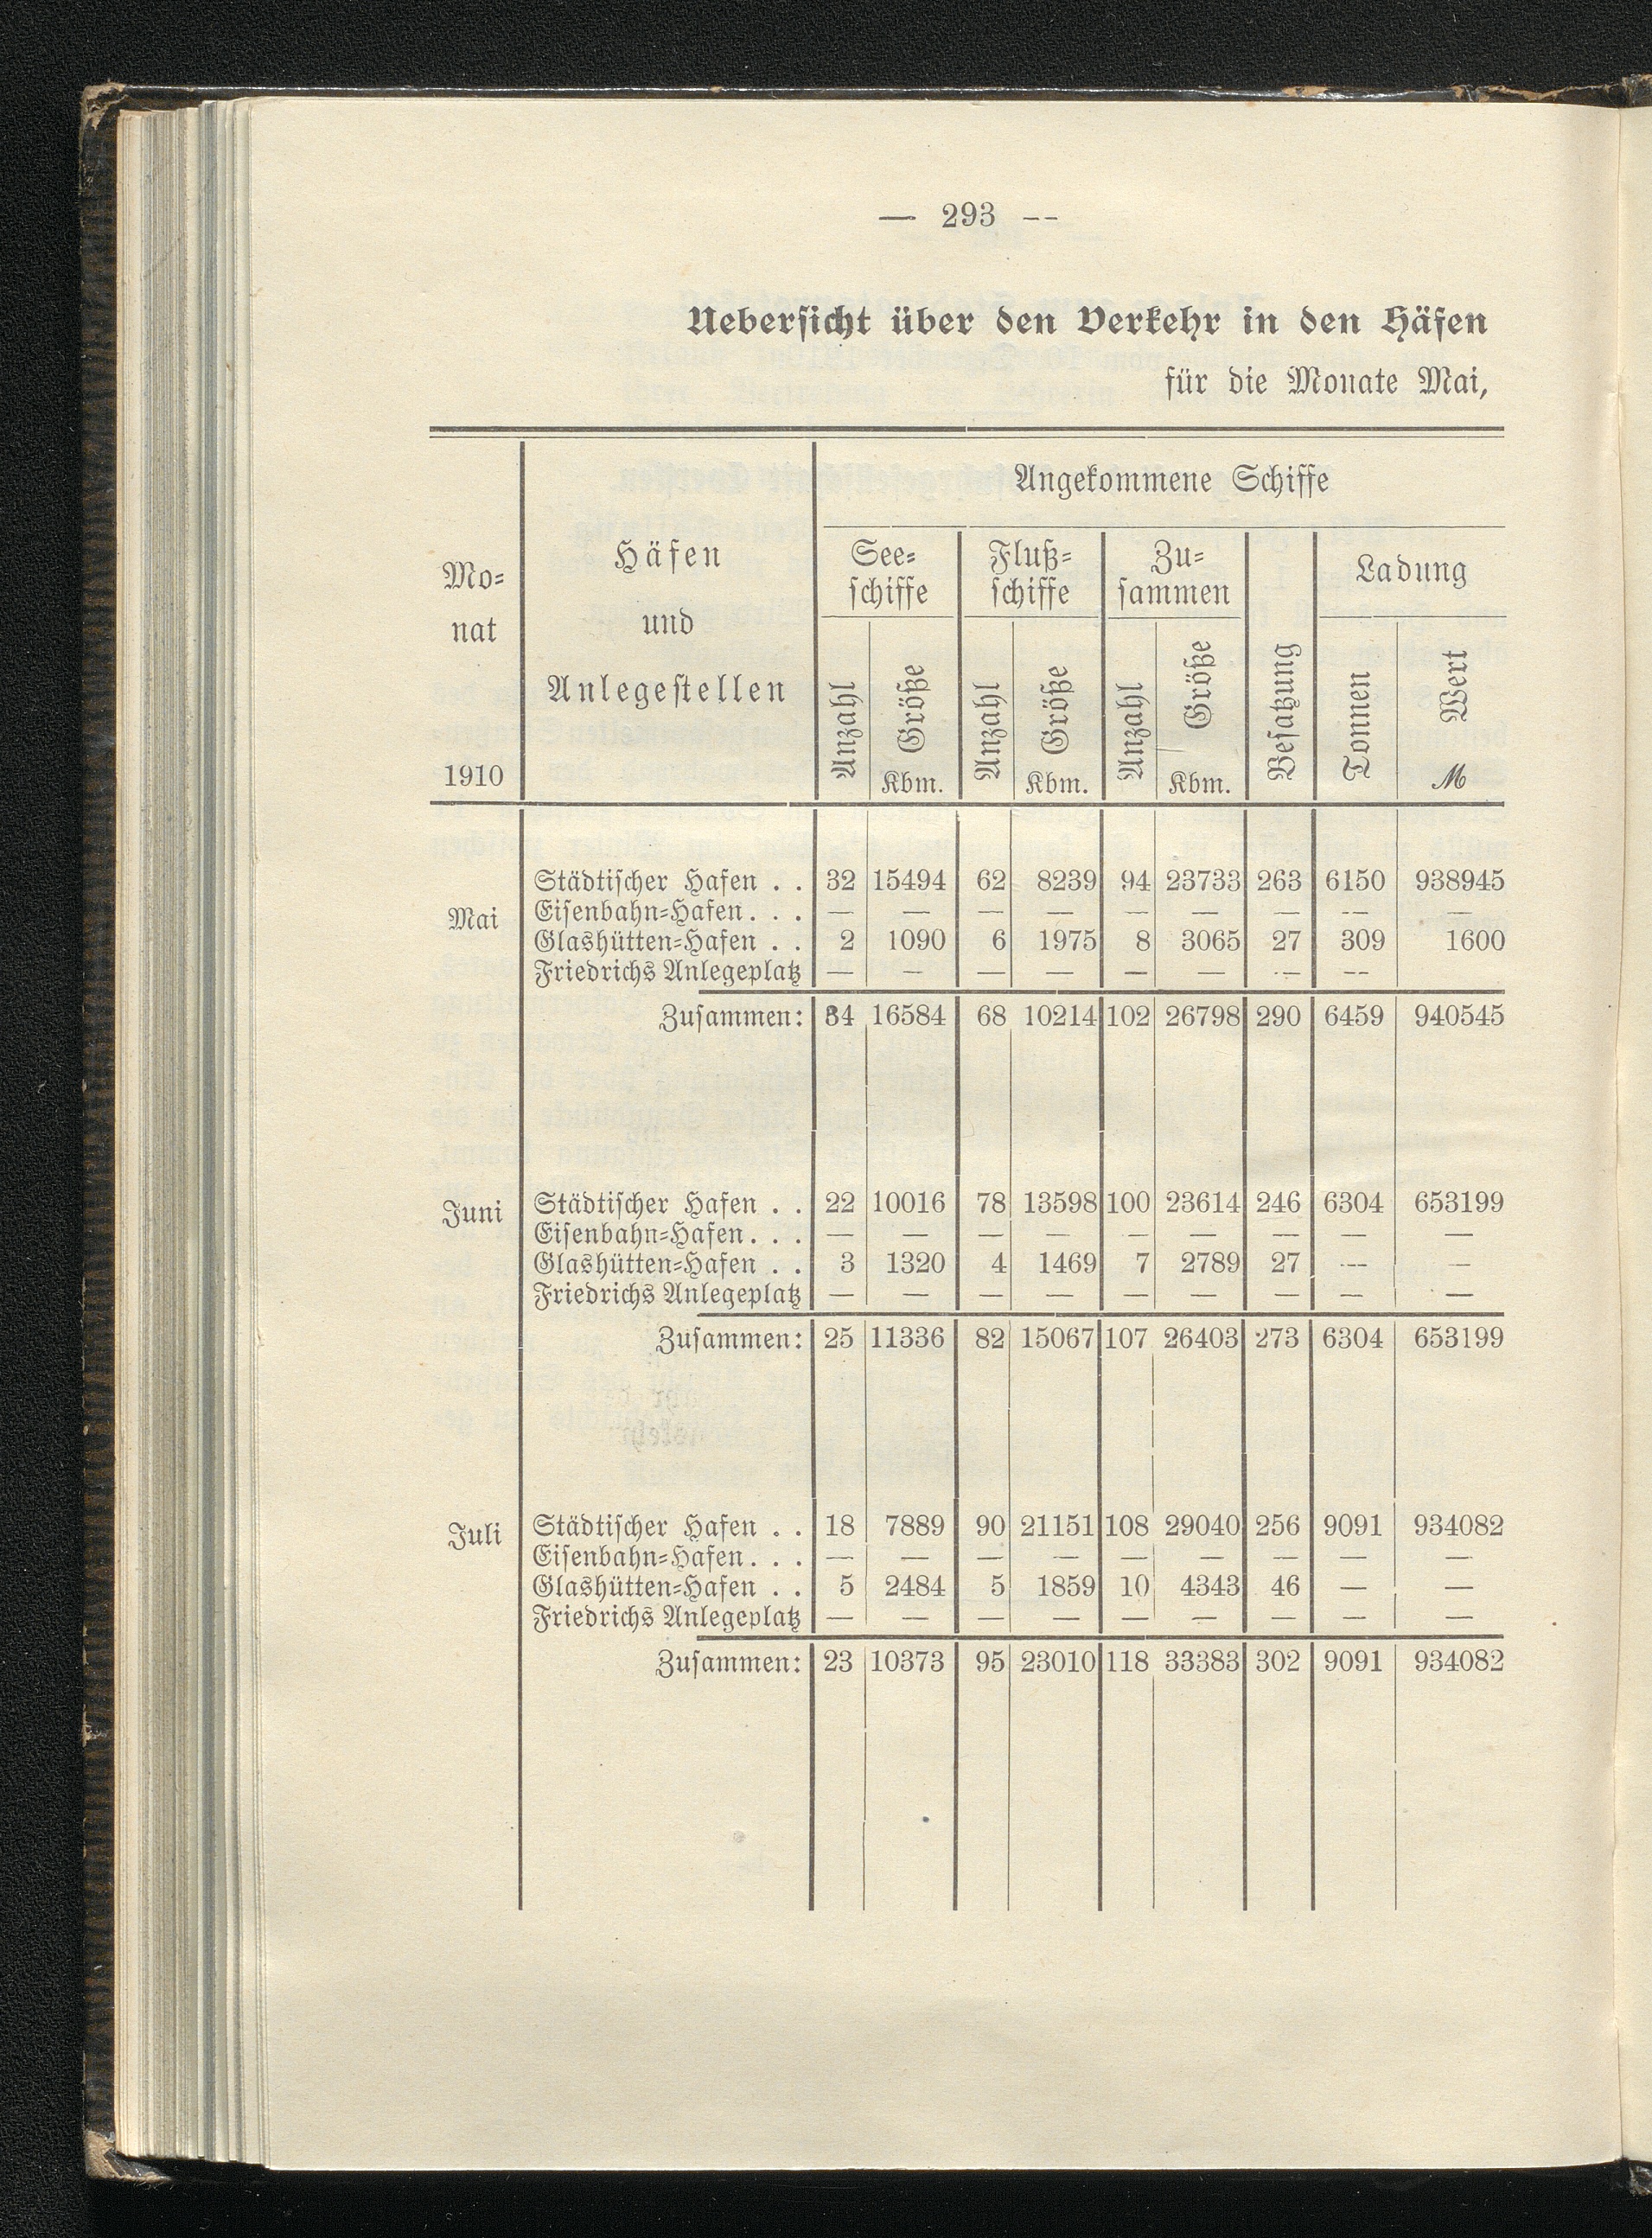 — 293 --
Uebersicht über den Verkehr in den Häfen
für die Monate Mai,
Mo-
nat
1910
Häfen
und
Anlegestellen
Angekommene Schiffe
See-
schiffe
Fluß-
schiffe
Zu-
sammen
Besatzung
Ladung
Anzahl Größe Kbm. Anzahl Größe Kbm. Anzahl Größe Kbm. Tonnen Wert ℳ
Mai
Städtischer Hafen . . 32 15494 62 8239 94 23733 263 6150 938945
Eisenbahn-Hafen . . . — — — — — — — — —
Glashütten-Hafen . . 2 1090 6 1975 8 3065 27 309 1600
Friedrichs Anlegeplatz — — — — — — — —
Zusammen: 34 16584 68 10214 102 26798 290 6459 940545
Juni
Städtischer Hafen . . 22 10016 78 13598 100 23614 246 6304 653199
Eisenbahn-Hafen . . . — — — — — — — — —
Glashütten-Hafen . . 3 1320 4 1469 7 2789 27 — —
Friedrichs Anlegeplatz — — — — — — — — —
Zusammen: 25 11336 82 15067 107 26403 273 6304 653199
Juli
Städtischer Hafen . . 18 7889 90 21151 108 29040 256 9091 934082
Eisenbahn-Hafen . . . — — — — — — — — —
Glashütten-Hafen . . 5 2484 5 1859 10 4343 46 — —
Friedrichs Anlegeplatz — — — — — — — — —
Zusammen: 23 10373 95 23010 118 33383 302 9091 934082